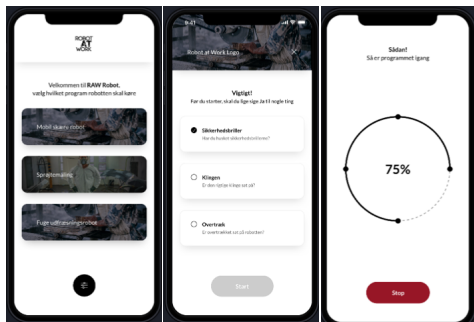 ROBOT
AT
WORK
Velkommen til RAW Robot,
vælg hvilket program robotten skal køre
Mobil skære robot
Sprøjtemaling
Fuge udfræsningsrobot
9:41
Robot at Work Logo
Vigtigt!
Før du starter, skal du lige sige Ja til nogle ting
Sikkerhedsbriller
Har du husket sikkerhedsbrillerne?
Klingen
Er den rigtige klinge sat på?
Overtræk
Er overtrækket sat på robotten?
Start
Sådan!
Så er programmet igang
75%
Stop